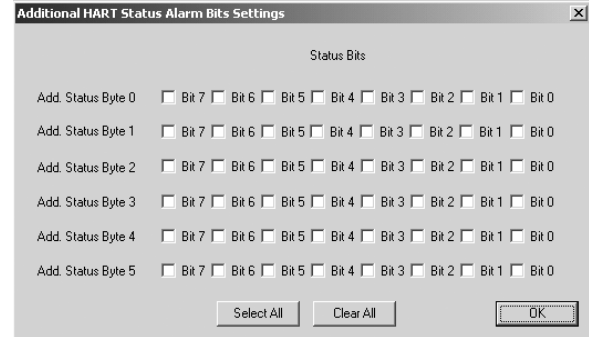 Additional HART Status Alarm Bits Settings
Status Bits
Add. Status Byte 0 Bit 7 Bit 6 Bit 5 Bit 4 Bit 3 Bit 2 Bit 1 Bit 0
Add. Status Byte 1 Bit 7 Bit 6 Bit 5 Bit 4 Bit 3 Bit 2 Bit 1 Bit 0
Add. Status Byte 2 Bit 7 Bit 6 Bit 5 Bit 4 Bit 3 Bit 2 Bit 1 Bit 0
Add. Status Byte 3 Bit 7 Bit 6 Bit 5 Bit 4 Bit 3 Bit 2 Bit 1 Bit 0
Add. Status Byte 4 Bit 7 Bit 6 Bit 5 Bit 4 Bit 3 Bit 2 Bit 1 Bit 0
Add. Status Byte 5 Bit 7 Bit 6 Bit 5 Bit 4 Bit 3 Bit 2 Bit 1 Bit 0
Select All Clear All OK